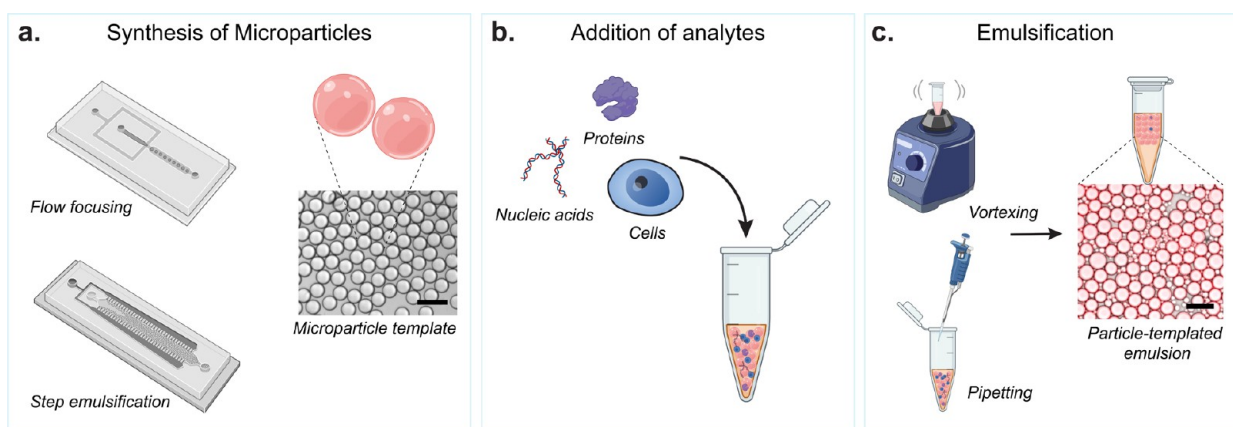 a. Synthesis of Microparticles
Flow focusing
Step emulsification
Microparticle template
b. Addition of analytes
Proteins
Nucleic acids
Cells
c. Emulsification
Vortexing
Pipetting
Particle-templated
emulsion